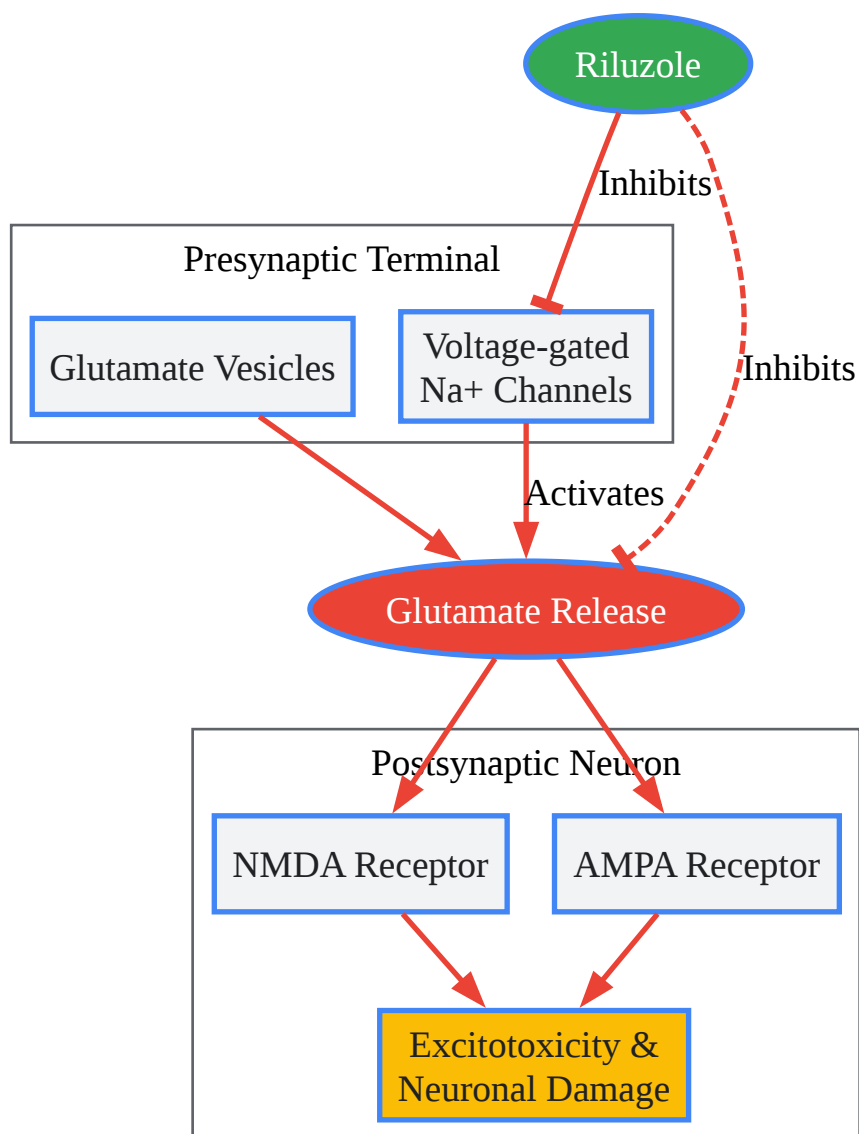 Riluzole
Inhibits
Presynaptic Terminal
Glutamate Vesicles
Voltage-gated
Na+ Channels
Inhibits
Activates
Glutamate Release
Postsynaptic Neuron
NMDA Receptor
AMPA Receptor
Excitotoxicity &
Neuronal Damage